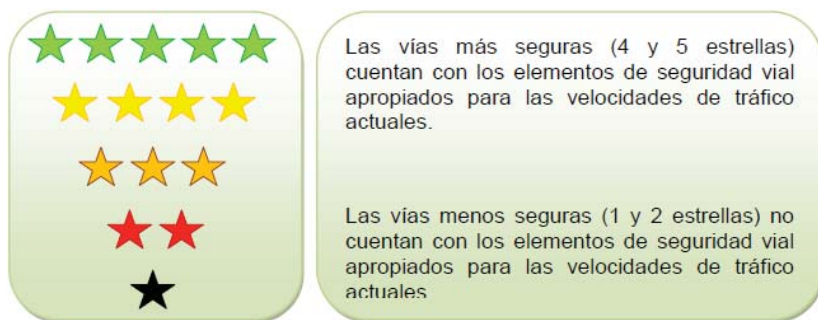 Las vías más seguras (4 y 5 estrellas)
cuentan con los elementos de seguridad vial
apropiados para las velocidades de tráfico
actuales.
Las vías menos seguras (1 y 2 estrellas) no
cuentan con los elementos de seguridad vial
apropiados para las velocidades de tráfico
actuales